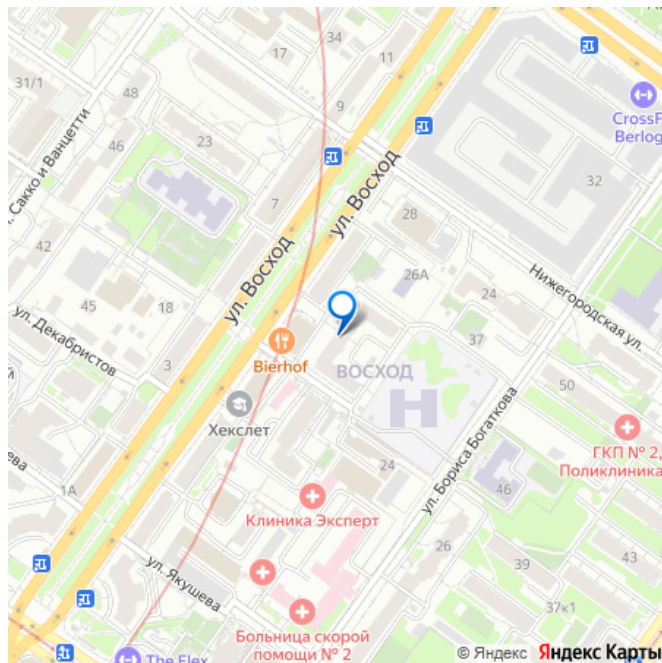 34
17
11
31/1
48
9
CrossF
Berlog
46
23
ул. Сакко и Ванцетти
ул. ВОСХОД
32
7
28
42
ул. ВОСХОД
26А
Нижегородская ул.
45
18
24
ул. Декабристов
37
3
Bierhof
ВОСХОД
50
Хекслет
ул. Бориса Богаткова
ГКП № 2,
Поликлиника
24
46
1А
Клиника Эксперт
26
43
39
ул. Якушева
37к1
Больница скорой
помощи № 2
The Flex
© Яндекс Яндекс Карты